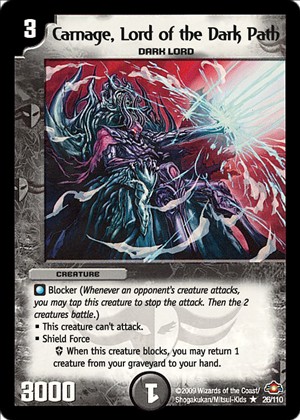 3 Carnage, Lord of the Dark Path
DARK LORD
CREATURE
Blocker (Whenever an opponent's creature attacks,
you may tap this creature to stop the attack. Then the 2
creatures battle.)
• This creature can't attack.
• Shield Force
When this creature blocks, you may return 1
creature from your graveyard to your hand.
3000
1
©2009 Wizards of the Coast/
Shogakukan/Mitsui-Kids ★ 26/110